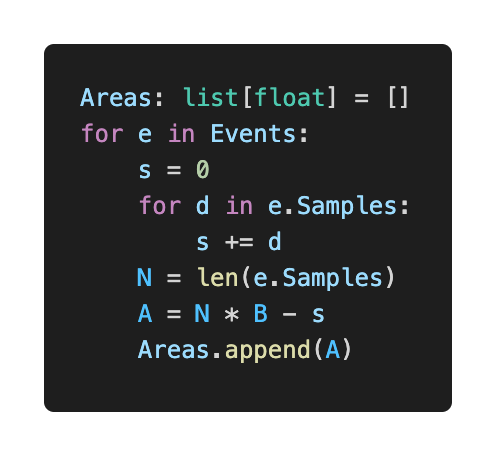 Areas: list[float] = []
for e in Events:
    s = 0
    for d in e.Samples:
        s += d
    N = len(e.Samples)
    A = N * B - s
    Areas.append(A)